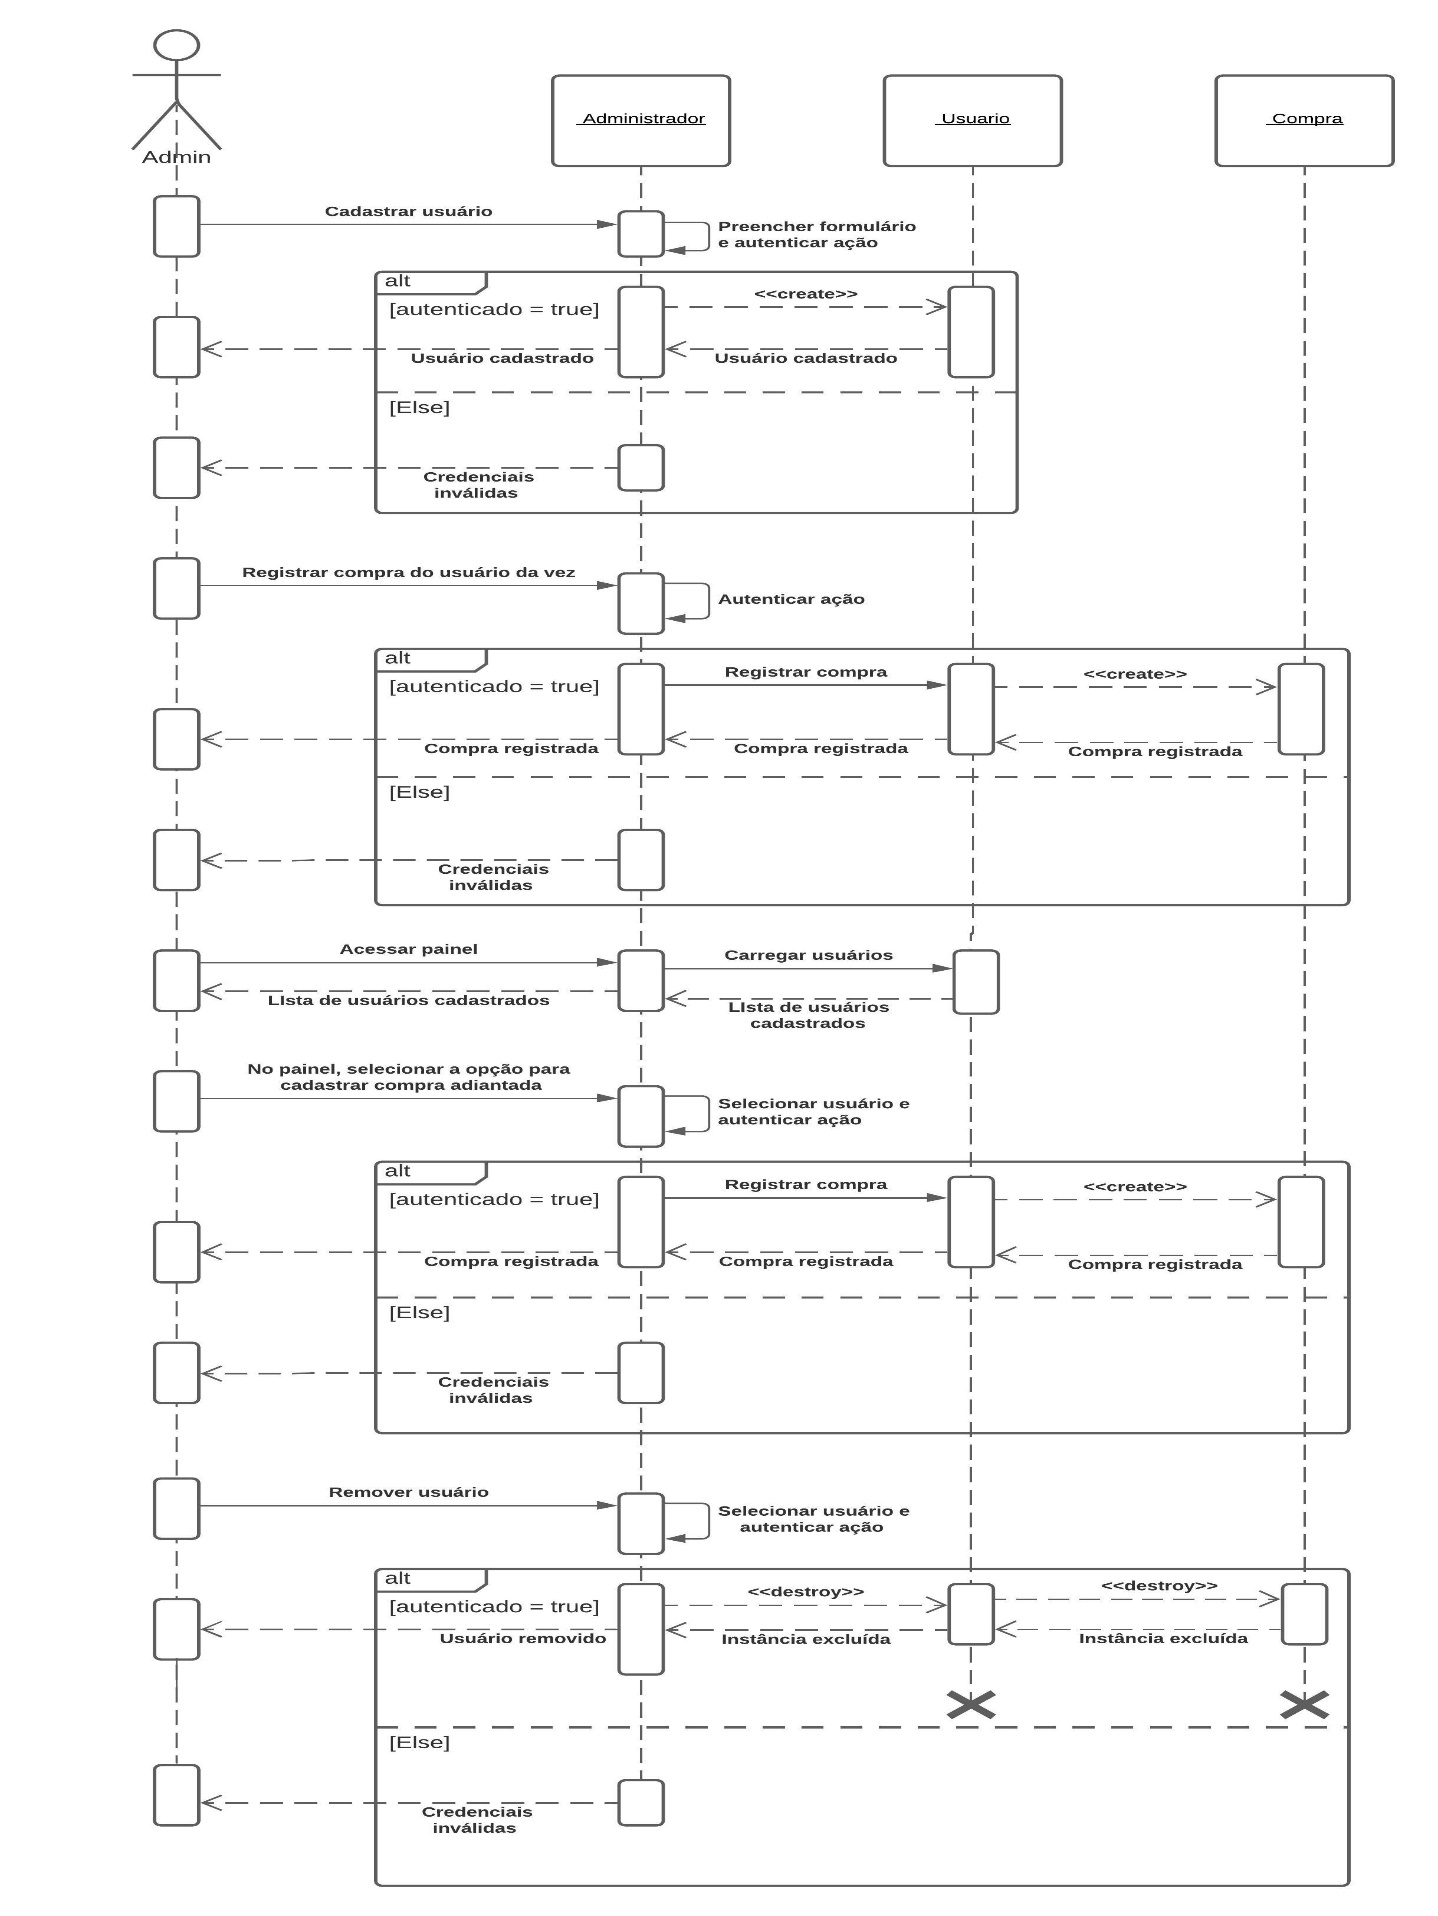 Admin
Administrador
Usuario
Compra
Cadastrar usuário
Preencher formulário
e autenticar ação
alt
[autenticado = true]
<<create>>
Usuário cadastrado
Usuário cadastrado
[Else]
Credenciais
inválidas
Registrar compra do usuário da vez
Autenticar ação
alt
[autenticado = true]
Registrar compra
<<create>>
Compra registrada
Compra registrada
Compra registrada
[Else]
Credenciais
inválidas
Acessar painel
Carregar usuários
LIsta de usuários cadastrados
LIsta de usuários
cadastrados
No painel, selecionar a opção para
cadastrar compra adiantada
Selecionar usuário e
autenticar ação
alt
[autenticado = true]
Registrar compra
<<create>>
Compra registrada
Compra registrada
Compra registrada
[Else]
Credenciais
inválidas
Remover usuário
Selecionar usuário e
autenticar ação
alt
[autenticado = true]
<<destroy>>
<<destroy>>
Usuário removido
Instância excluída
Instância excluída
[Else]
Credenciais
inválidas